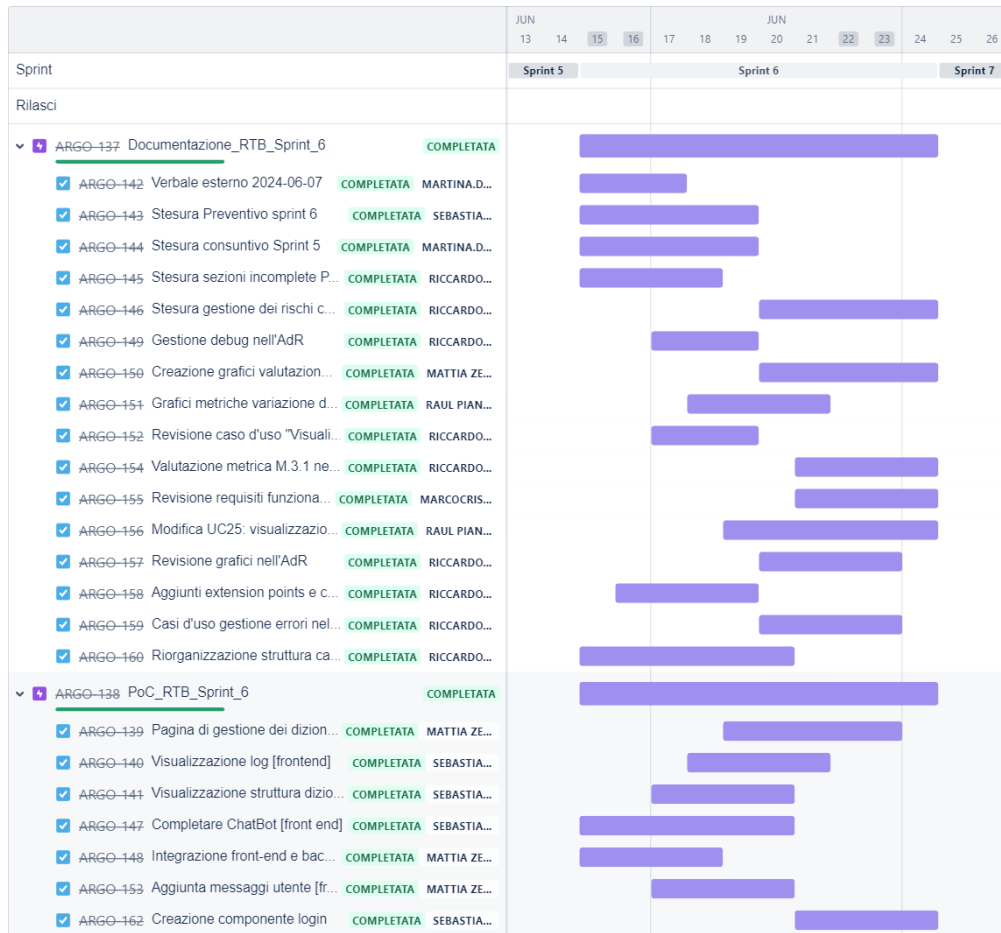 JUN JUN
13 14 15 16 17 18 19 20 21 22 23 24 25 26
Sprint Sprint 5 Sprint 6 Sprint 7
Rilasci
ARGO-137 Documentazione_RTB_Sprint_6 COMPLETATA
ARGO-142 Verbale esterno 2024-06-07 COMPLETATA MARTINA.D...
ARGO-143 Stesura Preventivo sprint 6 COMPLETATA SEBASTIA...
ARGO-144 Stesura consuntivo Sprint 5 COMPLETATA MARTINA.D...
ARGO-145 Stesura sezioni incomplete P... COMPLETATA RICCARDO...
ARGO-146 Stesura gestione dei rischi c... COMPLETATA RICCARDO...
ARGO-149 Gestione debug nell'AdR COMPLETATA RICCARDO...
ARGO-150 Creazione grafici valutazion... COMPLETATA MATTIA ZE...
ARGO-151 Grafici metriche variazione d... COMPLETATA RAUL PIAN...
ARGO-152 Revisione caso d'uso "Visuali... COMPLETATA RICCARDO...
ARGO-154 Valutazione metrica M.3.1 ne... COMPLETATA RICCARDO...
ARGO-155 Revisione requisiti funziona... COMPLETATA MARCOCRIS...
ARGO-156 Modifica UC25: visualizzazio... COMPLETATA RAUL PIAN...
ARGO-157 Revisione grafici nell'AdR COMPLETATA RICCARDO...
ARGO-158 Aggiunti extension points e c... COMPLETATA RICCARDO...
ARGO-159 Casi d'uso gestione errori nel... COMPLETATA RICCARDO...
ARGO-160 Riorganizzazione struttura ca... COMPLETATA RICCARDO...
ARGO-138 PoC_RTB_Sprint_6 COMPLETATA
ARGO-139 Pagina di gestione dei dizion... COMPLETATA MATTIA ZE...
ARGO-140 Visualizzazione log [frontend] COMPLETATA SEBASTIA...
ARGO-141 Visualizzazione struttura dizio... COMPLETATA SEBASTIA...
ARGO-147 Completare ChatBot [front end] COMPLETATA SEBASTIA...
ARGO-148 Integrazione front-end e bac... COMPLETATA MATTIA ZE...
ARGO-153 Aggiunta messaggi utente [fr... COMPLETATA MATTIA ZE...
ARGO-162 Creazione componente login COMPLETATA SEBASTIA...